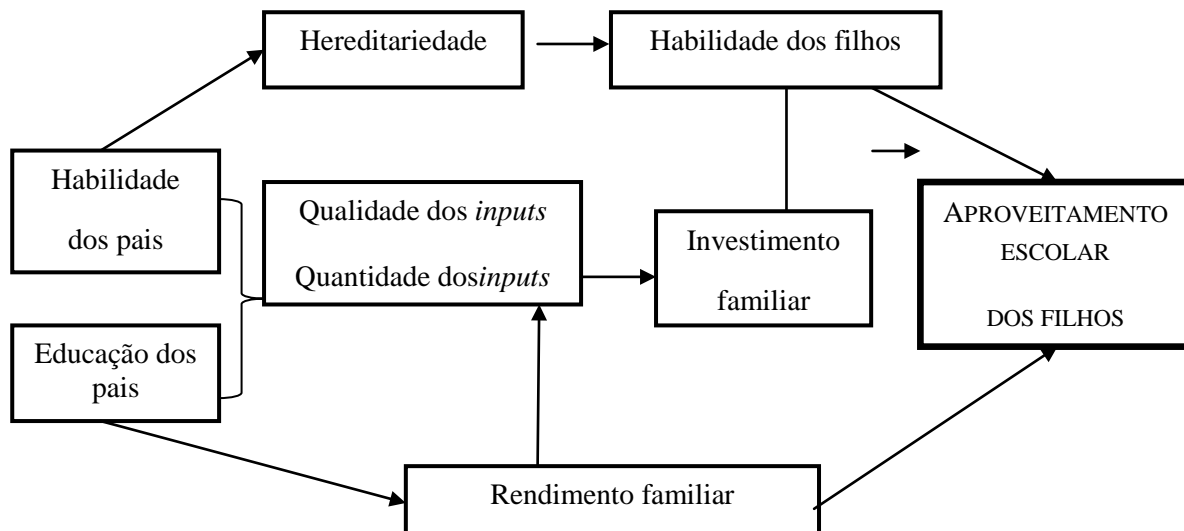 Hereditariedade
Habilidade dos filhos
Habilidade
dos pais
Qualidade dos inputs
Quantidade dosinputs
Investimento
familiar
APROVEITAMENTO
ESCOLAR
DOS FILHOS
Educação dos
pais
Rendimento familiar